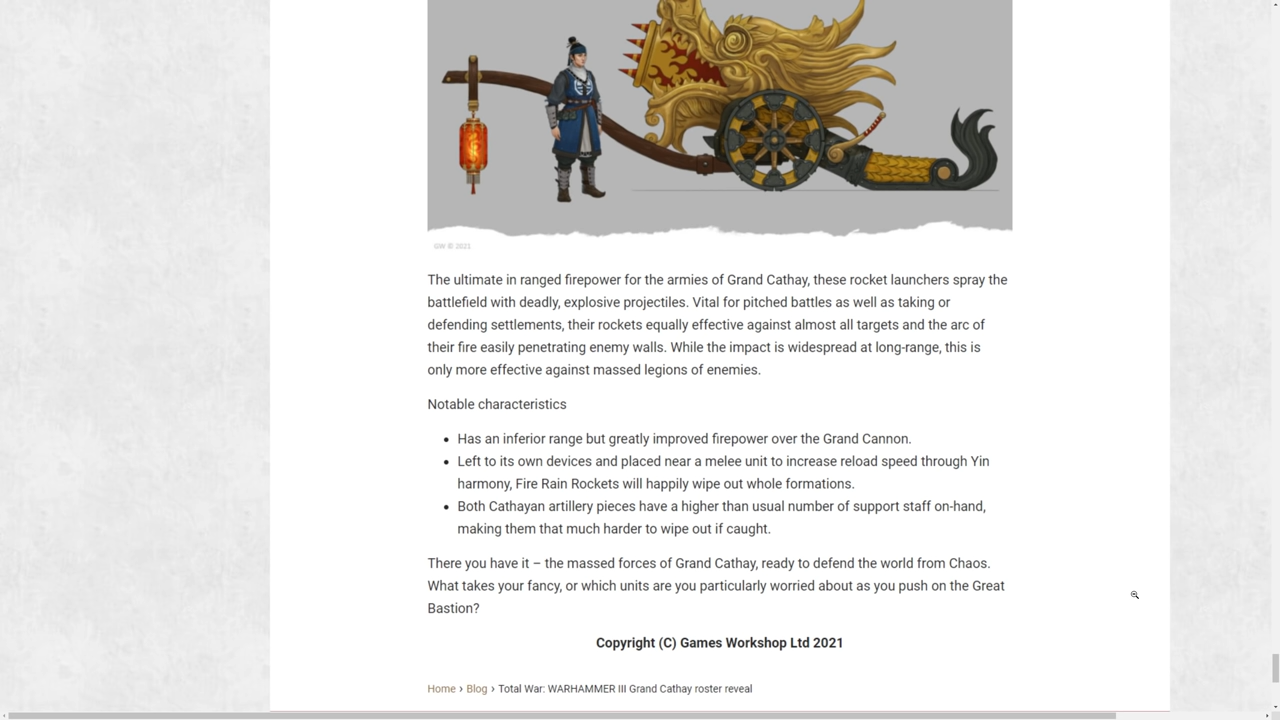 GW © 2021
The ultimate in ranged firepower for the armies of Grand Cathay, these rocket launchers spray the
battlefield with deadly, explosive projectiles. Vital for pitched battles as well as taking or
defending settlements, their rockets equally effective against almost all targets and the arc of
their fire easily penetrating enemy walls. While the impact is widespread at long-range, this is
only more effective against massed legions of enemies.
Notable characteristics
• Has an inferior range but greatly improved firepower over the Grand Cannon.
• Left to its own devices and placed near a melee unit to increase reload speed through Yin
harmony, Fire Rain Rockets will happily wipe out whole formations.
• Both Cathayan artillery pieces have a higher than usual number of support staff on-hand,
making them that much harder to wipe out if caught.
There you have it – the massed forces of Grand Cathay, ready to defend the world from Chaos.
What takes your fancy, or which units are you particularly worried about as you push on the Great
Bastion?
Copyright (C) Games Workshop Ltd 2021
Home › Blog › Total War: WARHAMMER III Grand Cathay roster reveal